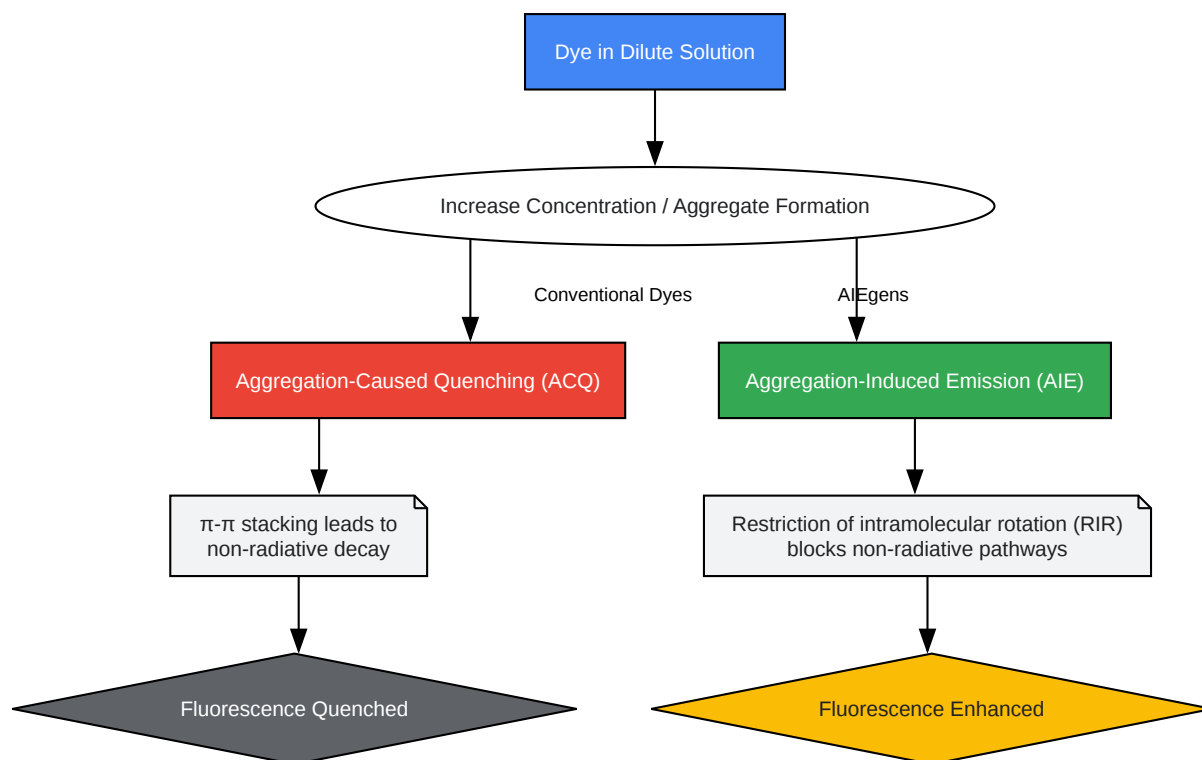 Dye in Dilute Solution
Increase Concentration / Aggregate Formation
Conventional Dyes
AIEgens
Aggregation-Caused Quenching (ACQ)
Aggregation-Induced Emission (AIE)
π-π stacking leads to
non-radiative decay
Restriction of intramolecular rotation (RIR)
blocks non-radiative pathways
Fluorescence Quenched
Fluorescence Enhanced